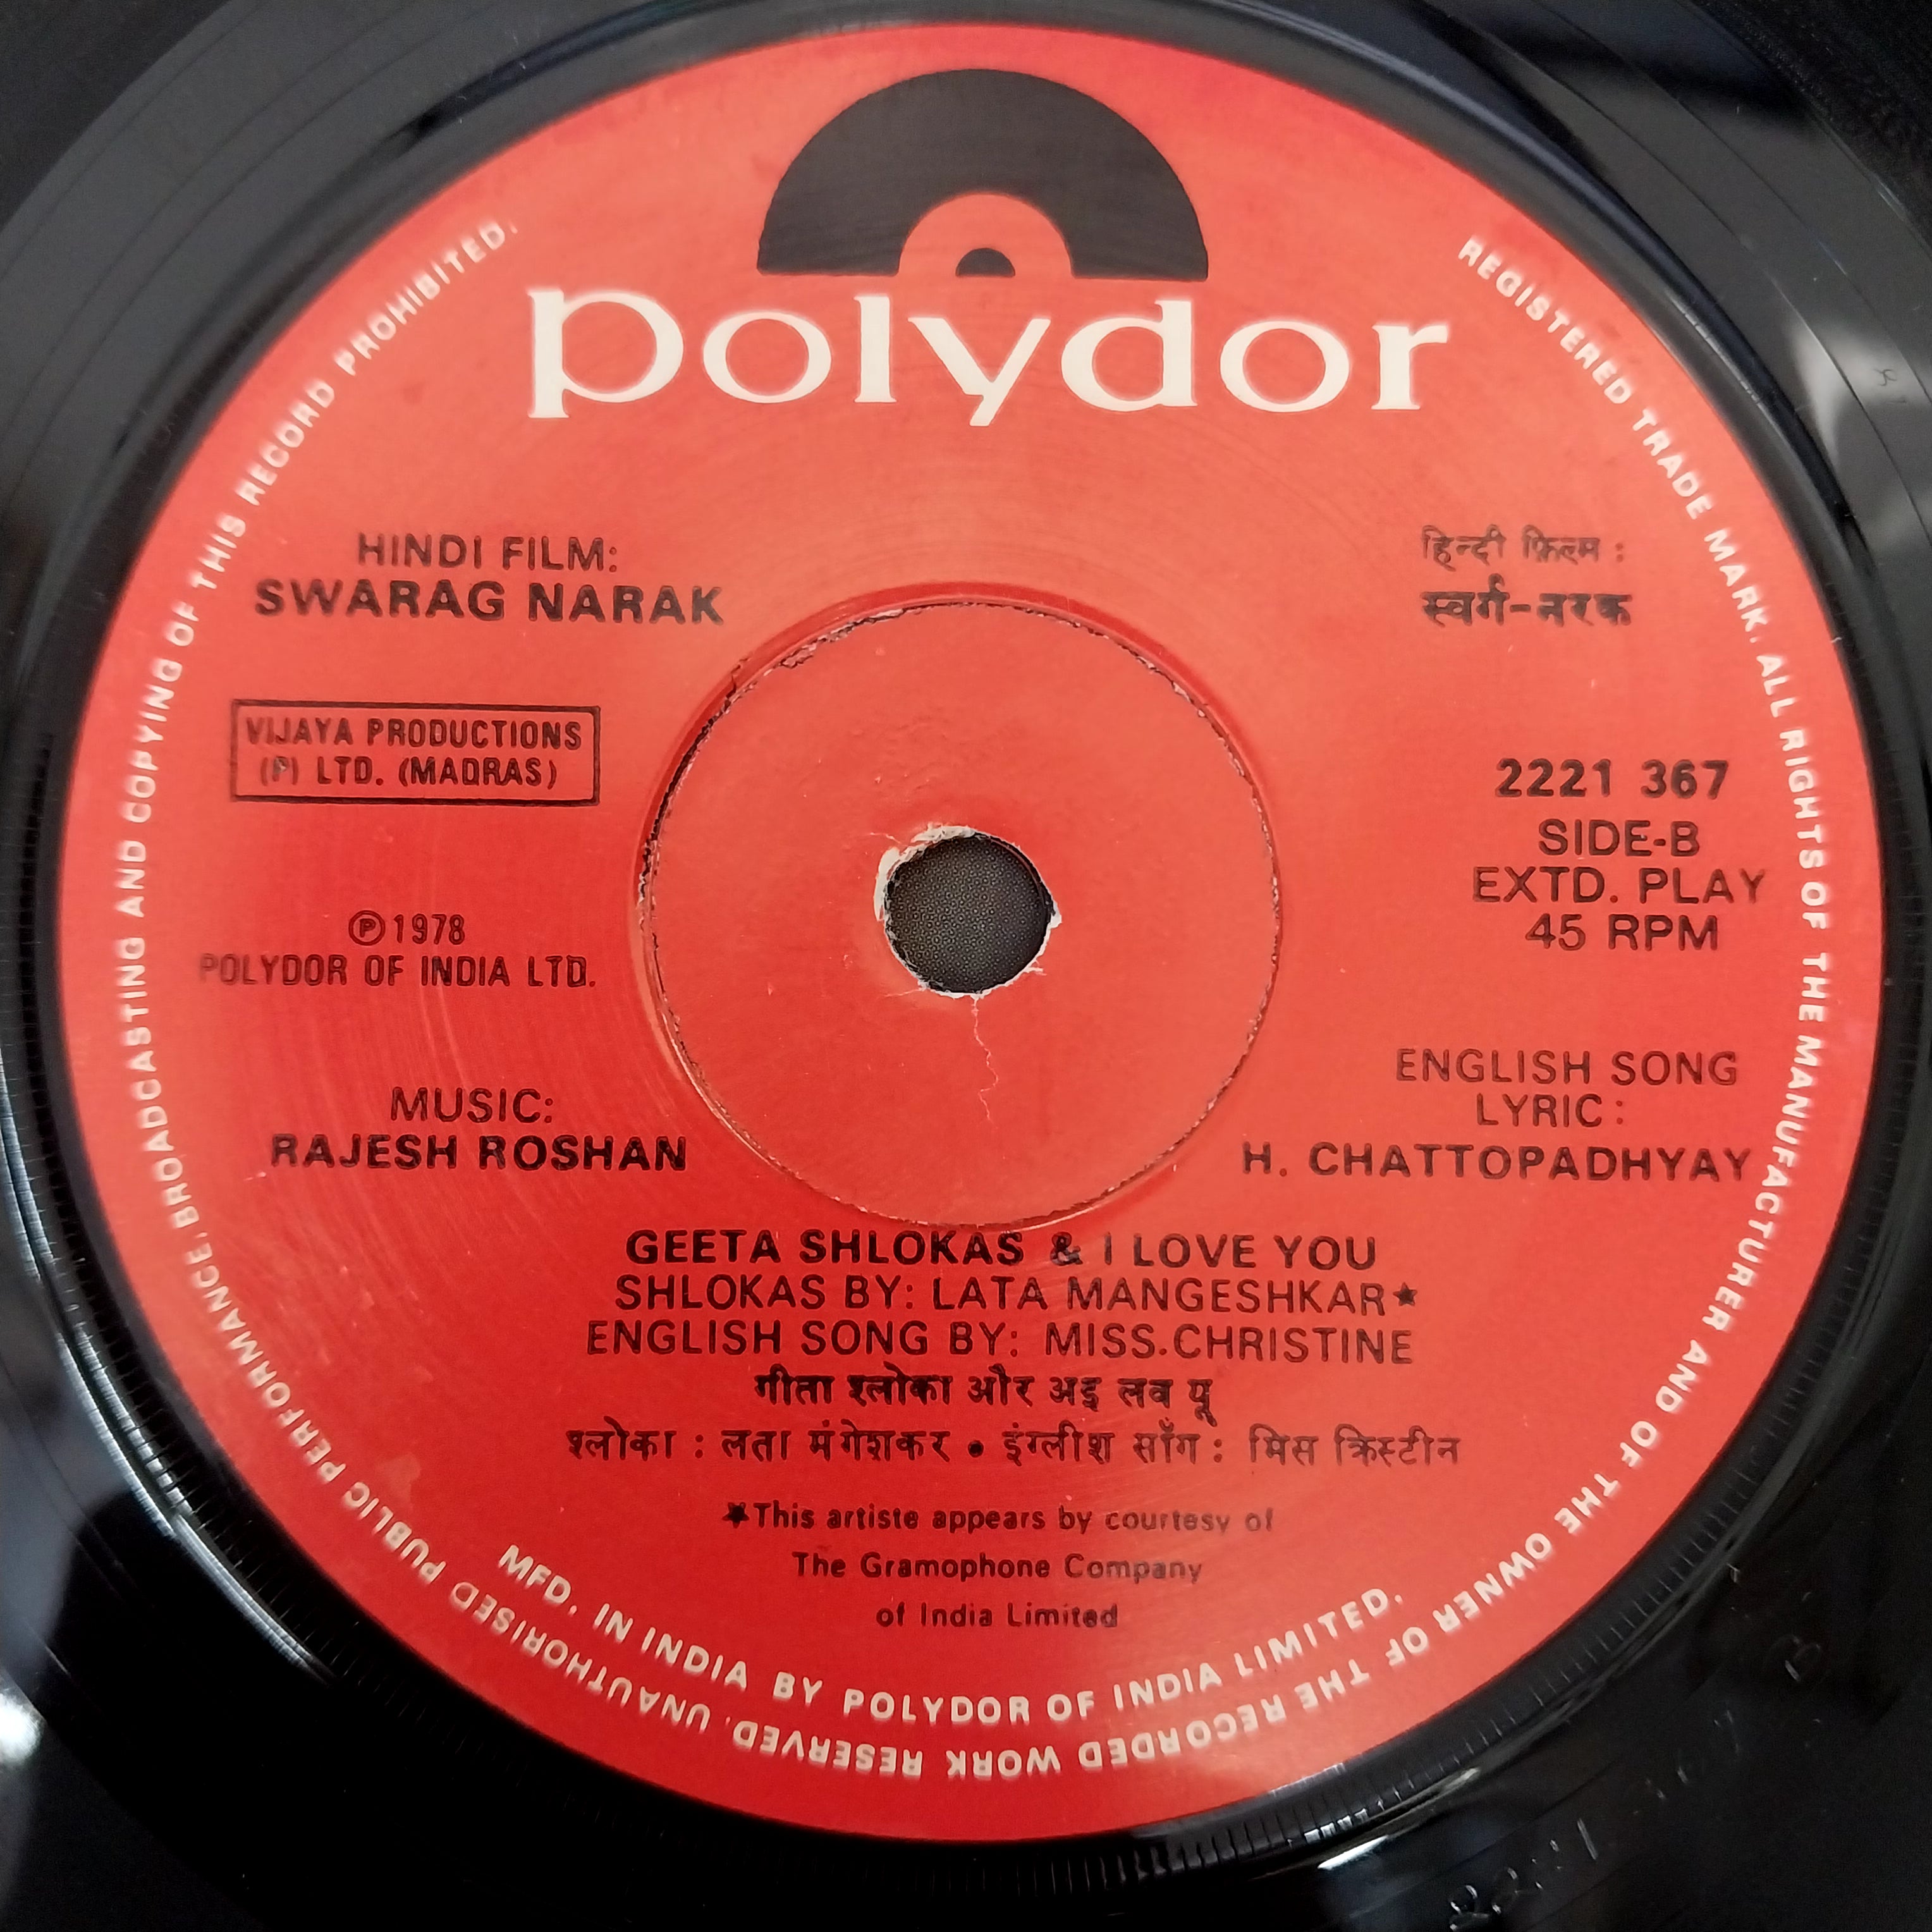 polydor
HINDI FILM:
SWARAG NARAK
हिन्दी फ़िल्म :
स्वर्ग-नरक
VIJAYA PRODUCTIONS
(P) LTD. (MADRAS)
2221 367
SIDE-B
EXTD. PLAY
45 RPM
Ⓟ1978
POLYDOR OF INDIA LTD.
MUSIC:
RAJESH ROSHAN
ENGLISH SONG
LYRIC:
H. CHATTOPADHYAY
GEETA SHLOKAS & I LOVE YOU
SHLOKAS BY: LATA MANGESHKAR★
ENGLISH SONG BY: MISS.CHRISTINE
गीता श्लोका और अइ लव यू
श्लोका : लता मंगेशकर • इंग्लीश सॉंग : मिस क्रिस्टीन
★This artiste appears by courtesy of
The Gramophone Company
of India Limited
MFD. IN INDIA BY POLYDOR OF INDIA LIMITED.
REGISTERED TRADE MARK. ALL RIGHTS OF THE MANUFACTURER AND OF THE OWNER OF THE RECORDED WORK RESERVED. UNAUTHORISED PUBLIC PERFORMANCE, BROADCASTING AND COPYING OF THIS RECORD PROHIBITED.